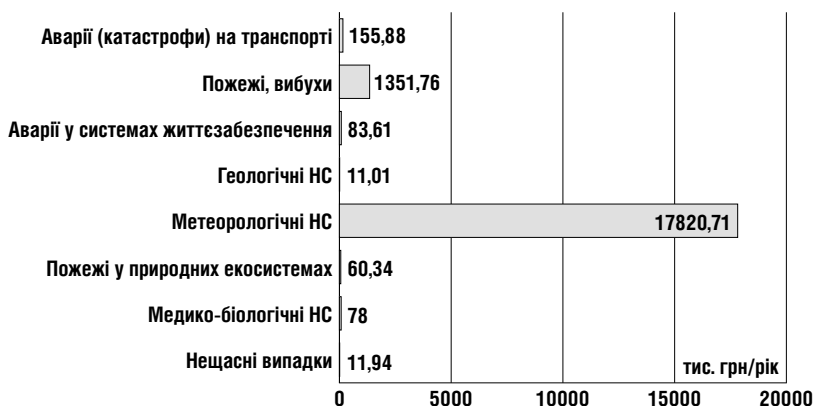 Аварії (катастрофи) на транспорті 155,88
Пожежі, вибухи 1351,76
Аварії у системах життєзабезпечення 83,61
Геологічні НС 11,01
Метеорологічні НС 17820,71
Пожежі у природних екосистемах 60,34
Медико-біологічні НС 78
Нещасні випадки 11,94 тис. грн/рік
0 5000 10000 15000 20000